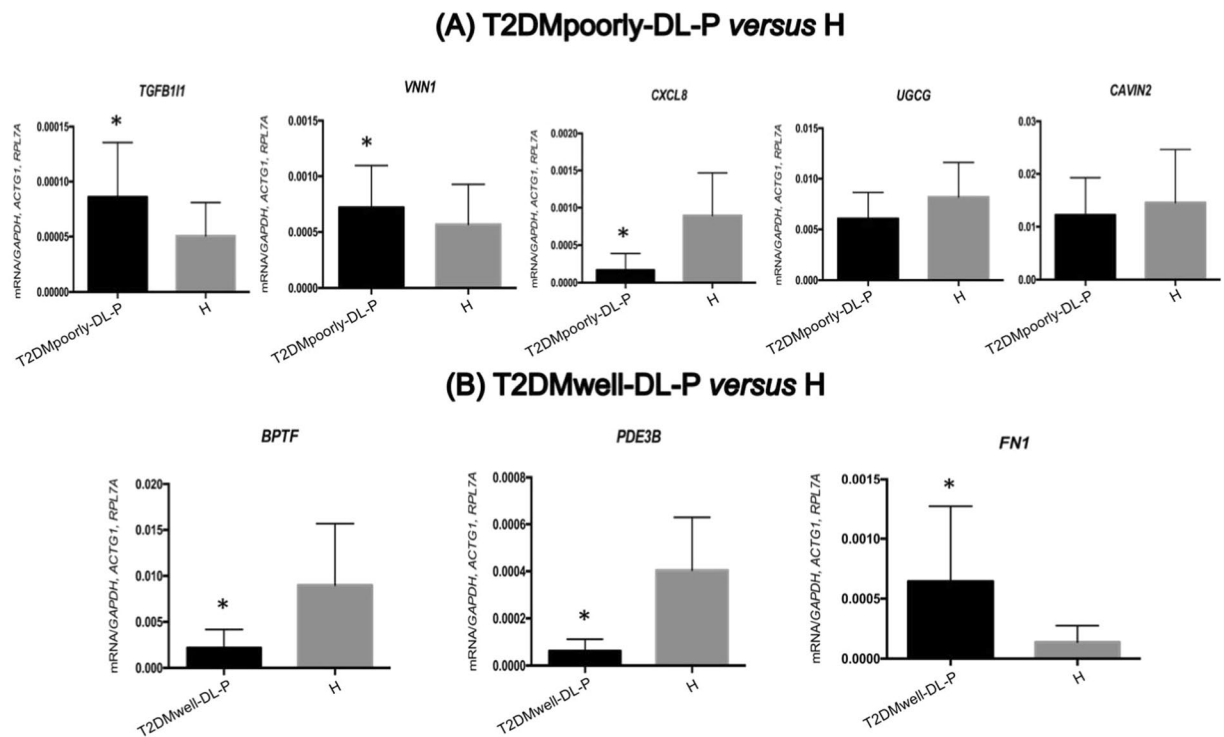 (A) T2DMpoorly-DL-P versus H
TGFB1I1
mRNA/GAPDH, ACTG1, RPL7A
0.00015
0.00010
0.00005
0.00000
*
T2DMpoorly-DL-P
H
VNN1
mRNA/GAPDH, ACTG1, RPL7A
0.0015
0.0010
0.0005
0.0000
*
T2DMpoorly-DL-P
H
CXCL8
mRNA/GAPDH, ACTG1, RPL7A
0.0020
0.0015
0.0010
0.0005
0.0000
*
T2DMpoorly-DL-P
H
UGCG
mRNA/GAPDH, ACTG1, RPL7A
0.015
0.010
0.005
0.000
T2DMpoorly-DL-P
H
CAVIN2
mRNA/GAPDH, ACTG1, RPL7A
0.03
0.02
0.01
0.00
T2DMpoorly-DL-P
H
(B) T2DMwell-DL-P versus H
BPTF
mRNA/GAPDH, ACTG1, RPL7A
0.020
0.015
0.010
0.005
0.000
*
T2DMwell-DL-P
H
PDE3B
mRNA/GAPDH, ACTG1, RPL7A
0.0008
0.0006
0.0004
0.0002
0.0000
*
T2DMwell-DL-P
H
FN1
mRNA/GAPDH, ACTG1, RPL7A
0.0015
0.0010
0.0005
0.0000
*
T2DMwell-DL-P
H